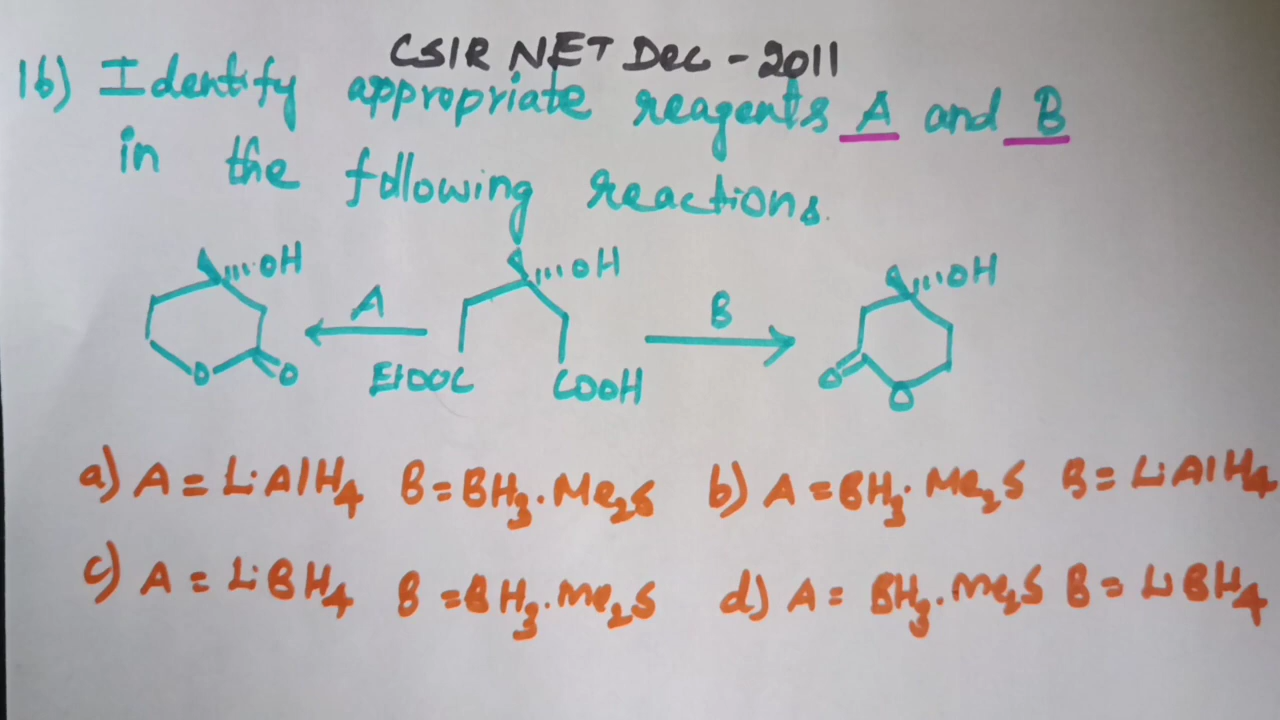 CSIR NET Dec - 2011
16) Identify appropriate reagents A and B
in the following reactions.
OH OH OH
A B
O O EtOOC COOH O O
a) A = LiAlH4 B = BH3.Me2S b) A = BH3.Me2S B = LiAlH4
c) A = LiBH4 B = BH3.Me2S d) A = BH3.Me2S B = LiBH4